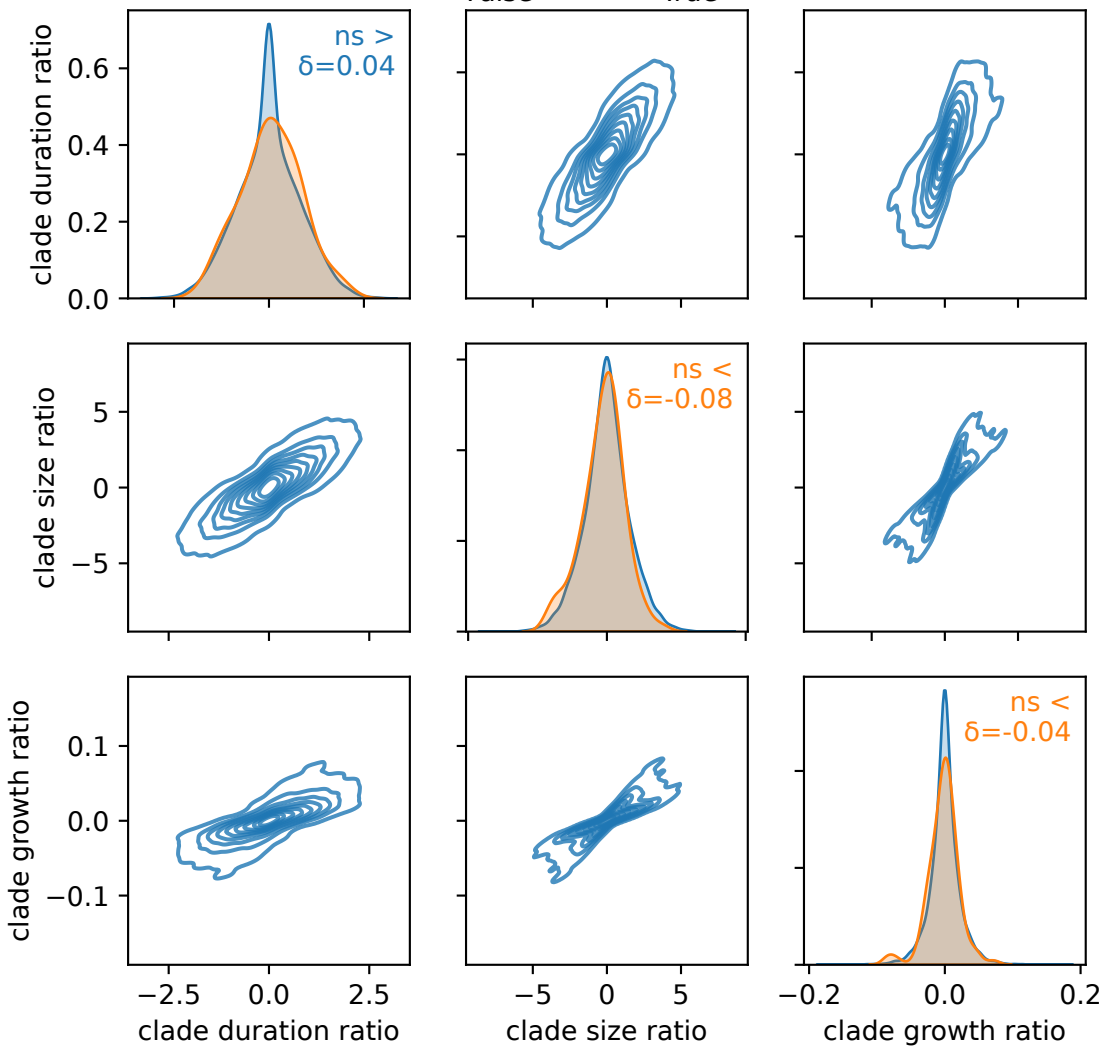 clade duration ratio
0.6
0.4
0.2
0.0
ns >
δ=0.04
clade size ratio
5
0
−5
ns <
δ=-0.08
clade growth ratio
0.1
0.0
−0.1
ns <
δ=-0.04
−2.5 0.0 2.5
−5 0 5
−0.2 0.0 0.2
clade duration ratio
clade size ratio
clade growth ratio